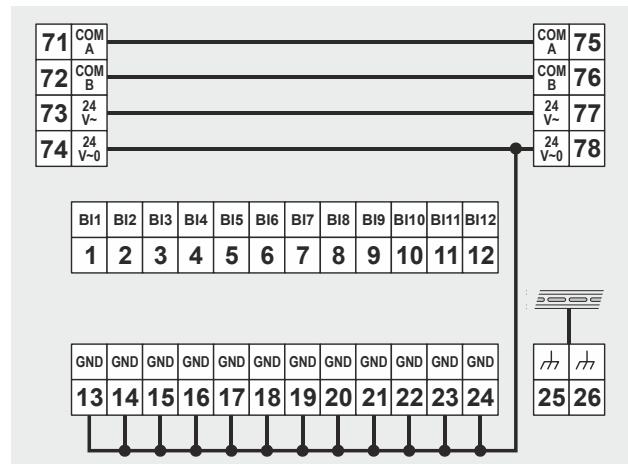 71 COM A COM A 75
72 COM B COM B 76
73 24 V~ 24 V~ 77
74 24 V~0 24 V~0 78
BI1 BI2 BI3 BI4 BI5 BI6 BI7 BI8 BI9 BI10 BI11 BI12
1 2 3 4 5 6 7 8 9 10 11 12
GND GND GND GND GND GND GND GND GND GND GND GND
13 14 15 16 17 18 19 20 21 22 23 24 25 26